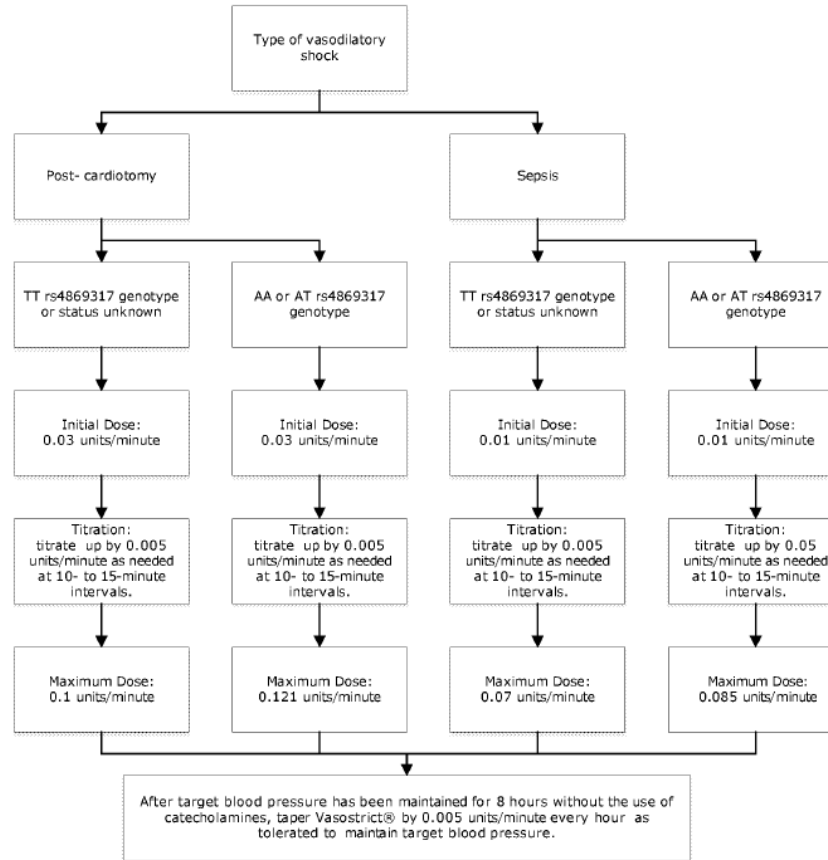 Type of vasodilatory
shock
Post- cardiotomy
Sepsis
TT rs4869317 genotype
or status unknown
AA or AT rs4869317
genotype
TT rs4869317 genotype
or status unknown
AA or AT rs4869317
genotype
Initial Dose:
0.03 units/minute
Initial Dose:
0.03 units/minute
Initial Dose:
0.01 units/minute
Initial Dose:
0.01 units/minute
Titration:
titrate up by 0.005
units/minute as needed
at 10- to 15-minute
intervals.
Titration:
titrate up by 0.005
units/minute as needed
at 10- to 15-minute
intervals.
Titration:
titrate up by 0.005
units/minute as needed
at 10- to 15-minute
intervals.
Titration:
titrate up by 0.05
units/minute as needed
at 10- to 15-minute
intervals.
Maximum Dose:
0.1 units/minute
Maximum Dose:
0.121 units/minute
Maximum Dose:
0.07 units/minute
Maximum Dose:
0.085 units/minute
After target blood pressure has been maintained for 8 hours without the use of
catecholamines, taper Vasostrict® by 0.005 units/minute every hour as
tolerated to maintain target blood pressure.